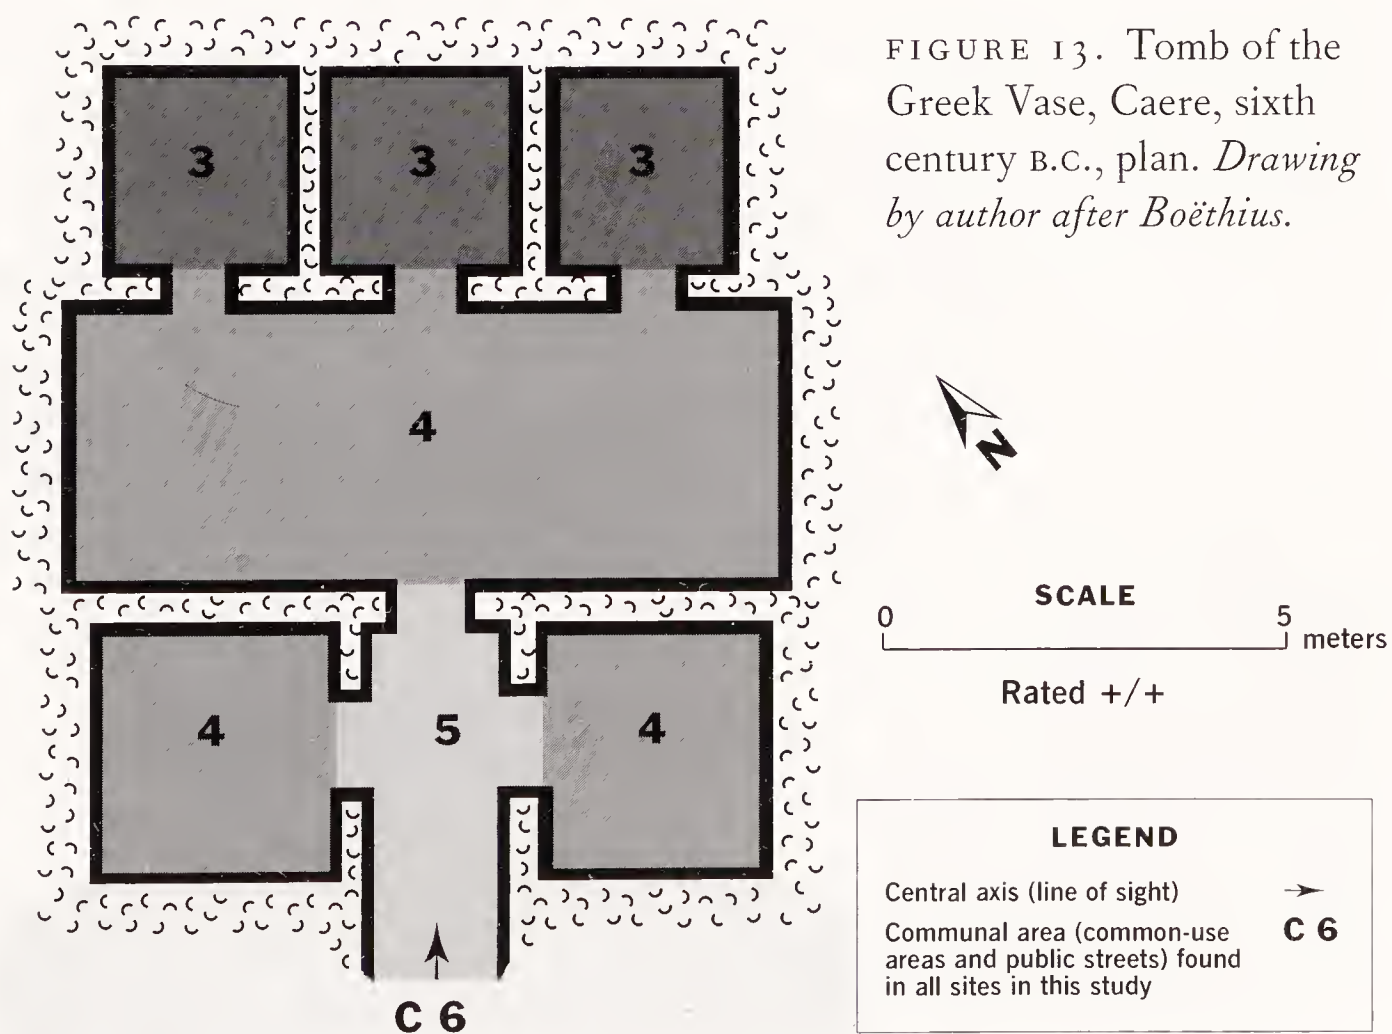 FIGURE 13. Tomb of the
Greek Vase, Caere, sixth
century B.C., plan. Drawing
by author after Boëthius.
3 3 3
4
4 5 4
C 6
N
SCALE
0 5
meters
Rated +/+
LEGEND
Central axis (line of sight)
Communal area (common-use C 6
areas and public streets) found
in all sites in this study